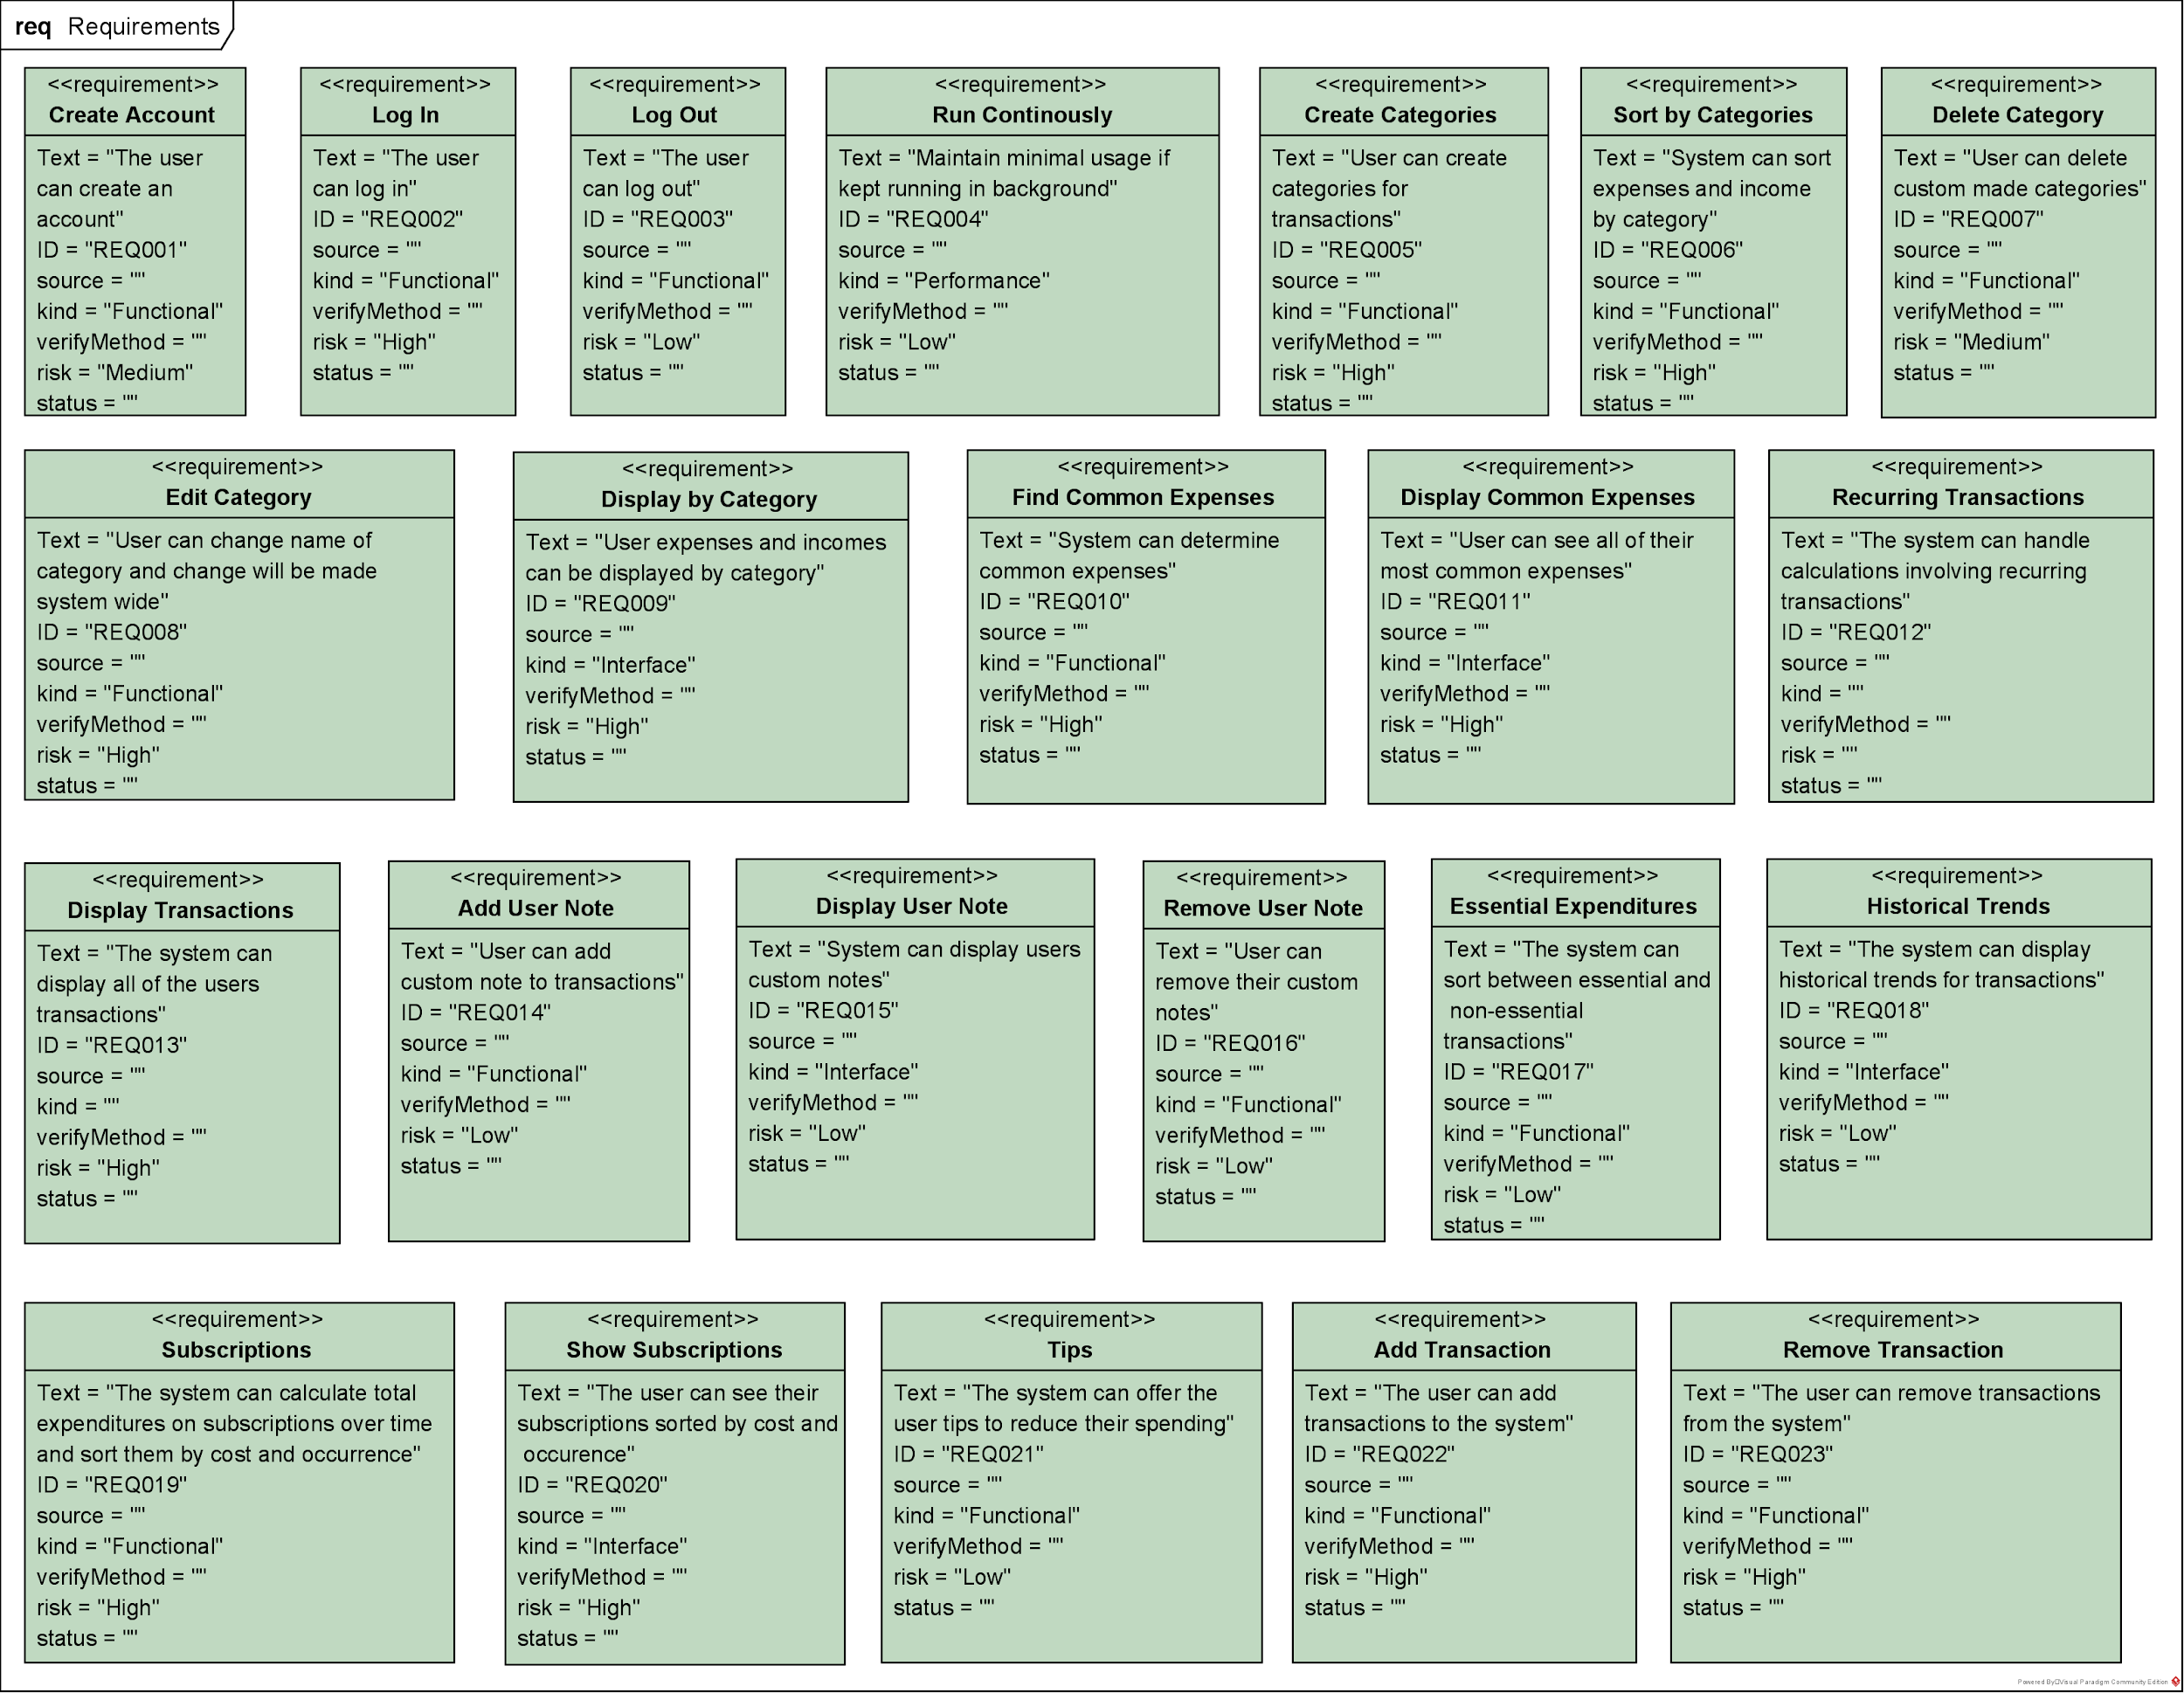 req Requirements
<<requirement>>
Create Account
Text = "The user
can create an
account"
ID = "REQ001"
source = ""
kind = "Functional"
verifyMethod = ""
risk = "Medium"
status = ""
<<requirement>>
Log In
Text = "The user
can log in"
ID = "REQ002"
source = ""
kind = "Functional"
verifyMethod = ""
risk = "High"
status = ""
<<requirement>>
Log Out
Text = "The user
can log out"
ID = "REQ003"
source = ""
kind = "Functional"
verifyMethod = ""
risk = "Low"
status = ""
<<requirement>>
Run Continously
Text = "Maintain minimal usage if
kept running in background"
ID = "REQ004"
source = ""
kind = "Performance"
verifyMethod = ""
risk = "Low"
status = ""
<<requirement>>
Create Categories
Text = "User can create
categories for
transactions"
ID = "REQ005"
source = ""
kind = "Functional"
verifyMethod = ""
risk = "High"
status = ""
<<requirement>>
Sort by Categories
Text = "System can sort
expenses and income
by category"
ID = "REQ006"
source = ""
kind = "Functional"
verifyMethod = ""
risk = "High"
status = ""
<<requirement>>
Delete Category
Text = "User can delete
custom made categories"
ID = "REQ007"
source = ""
kind = "Functional"
verifyMethod = ""
risk = "Medium"
status = ""
<<requirement>>
Edit Category
Text = "User can change name of
category and change will be made
system wide"
ID = "REQ008"
source = ""
kind = "Functional"
verifyMethod = ""
risk = "High"
status = ""
<<requirement>>
Display by Category
Text = "User expenses and incomes
can be displayed by category"
ID = "REQ009"
source = ""
kind = "Interface"
verifyMethod = ""
risk = "High"
status = ""
<<requirement>>
Find Common Expenses
Text = "System can determine
common expenses"
ID = "REQ010"
source = ""
kind = "Functional"
verifyMethod = ""
risk = "High"
status = ""
<<requirement>>
Display Common Expenses
Text = "User can see all of their
most common expenses"
ID = "REQ011"
source = ""
kind = "Interface"
verifyMethod = ""
risk = "High"
status = ""
<<requirement>>
Recurring Transactions
Text = "The system can handle
calculations involving recurring
transactions"
ID = "REQ012"
source = ""
kind = ""
verifyMethod = ""
risk = ""
status = ""
<<requirement>>
Display Transactions
Text = "The system can
display all of the users
transactions"
ID = "REQ013"
source = ""
kind = ""
verifyMethod = ""
risk = "High"
status = ""
<<requirement>>
Add User Note
Text = "User can add
custom note to transactions"
ID = "REQ014"
source = ""
kind = "Functional"
verifyMethod = ""
risk = "Low"
status = ""
<<requirement>>
Display User Note
Text = "System can display users
custom notes"
ID = "REQ015"
source = ""
kind = "Interface"
verifyMethod = ""
risk = "Low"
status = ""
<<requirement>>
Remove User Note
Text = "User can
remove their custom
notes"
ID = "REQ016"
source = ""
kind = "Functional"
verifyMethod = ""
risk = "Low"
status = ""
<<requirement>>
Essential Expenditures
Text = "The system can
sort between essential and
non-essential
transactions"
ID = "REQ017"
source = ""
kind = "Functional"
verifyMethod = ""
risk = "Low"
status = ""
<<requirement>>
Historical Trends
Text = "The system can display
historical trends for transactions"
ID = "REQ018"
source = ""
kind = "Interface"
verifyMethod = ""
risk = "Low"
status = ""
<<requirement>>
Subscriptions
Text = "The system can calculate total
expenditures on subscriptions over time
and sort them by cost and occurrence"
ID = "REQ019"
source = ""
kind = "Functional"
verifyMethod = ""
risk = "High"
status = ""
<<requirement>>
Show Subscriptions
Text = "The user can see their
subscriptions sorted by cost and
occurence"
ID = "REQ020"
source = ""
kind = "Interface"
verifyMethod = ""
risk = "High"
status = ""
<<requirement>>
Tips
Text = "The system can offer the
user tips to reduce their spending"
ID = "REQ021"
source = ""
kind = "Functional"
verifyMethod = ""
risk = "Low"
status = ""
<<requirement>>
Add Transaction
Text = "The user can add
transactions to the system"
ID = "REQ022"
source = ""
kind = "Functional"
verifyMethod = ""
risk = "High"
status = ""
<<requirement>>
Remove Transaction
Text = "The user can remove transactions
from the system"
ID = "REQ023"
source = ""
kind = "Functional"
verifyMethod = ""
risk = "High"
status = ""
Powered By Visual Paradigm Community Edition